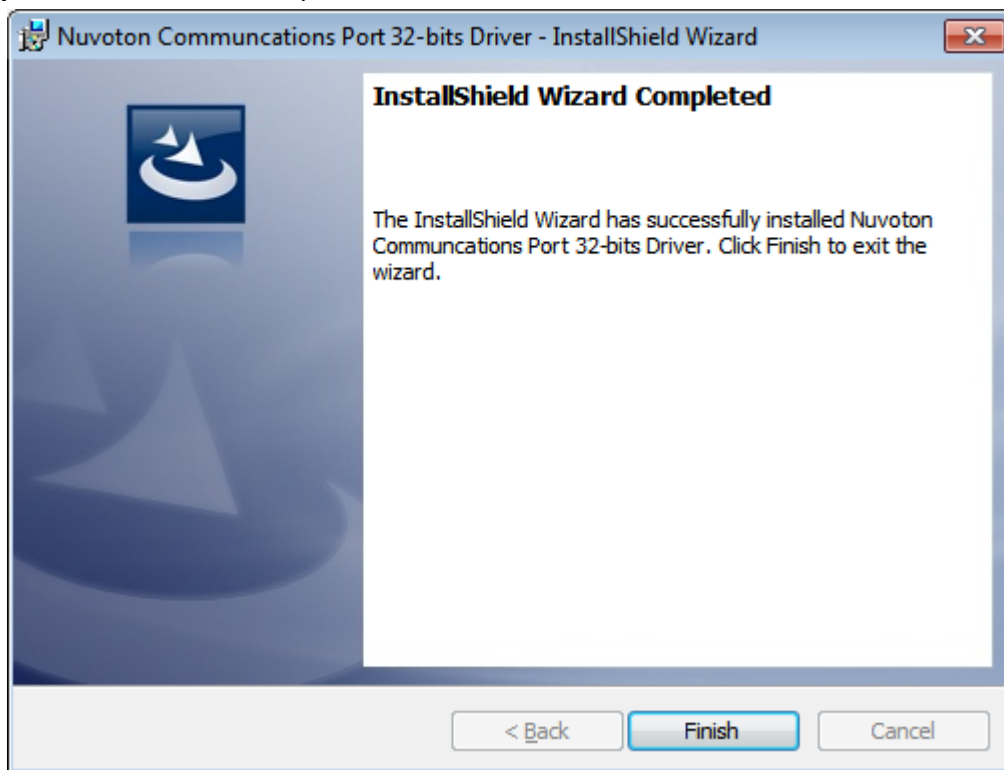 Nuvoton Communcations Port 32-bits Driver - InstallShield Wizard
InstallShield Wizard Completed
The InstallShield Wizard has successfully installed Nuvoton
Communcations Port 32-bits Driver. Click Finish to exit the
wizard.
< Back Finish Cancel